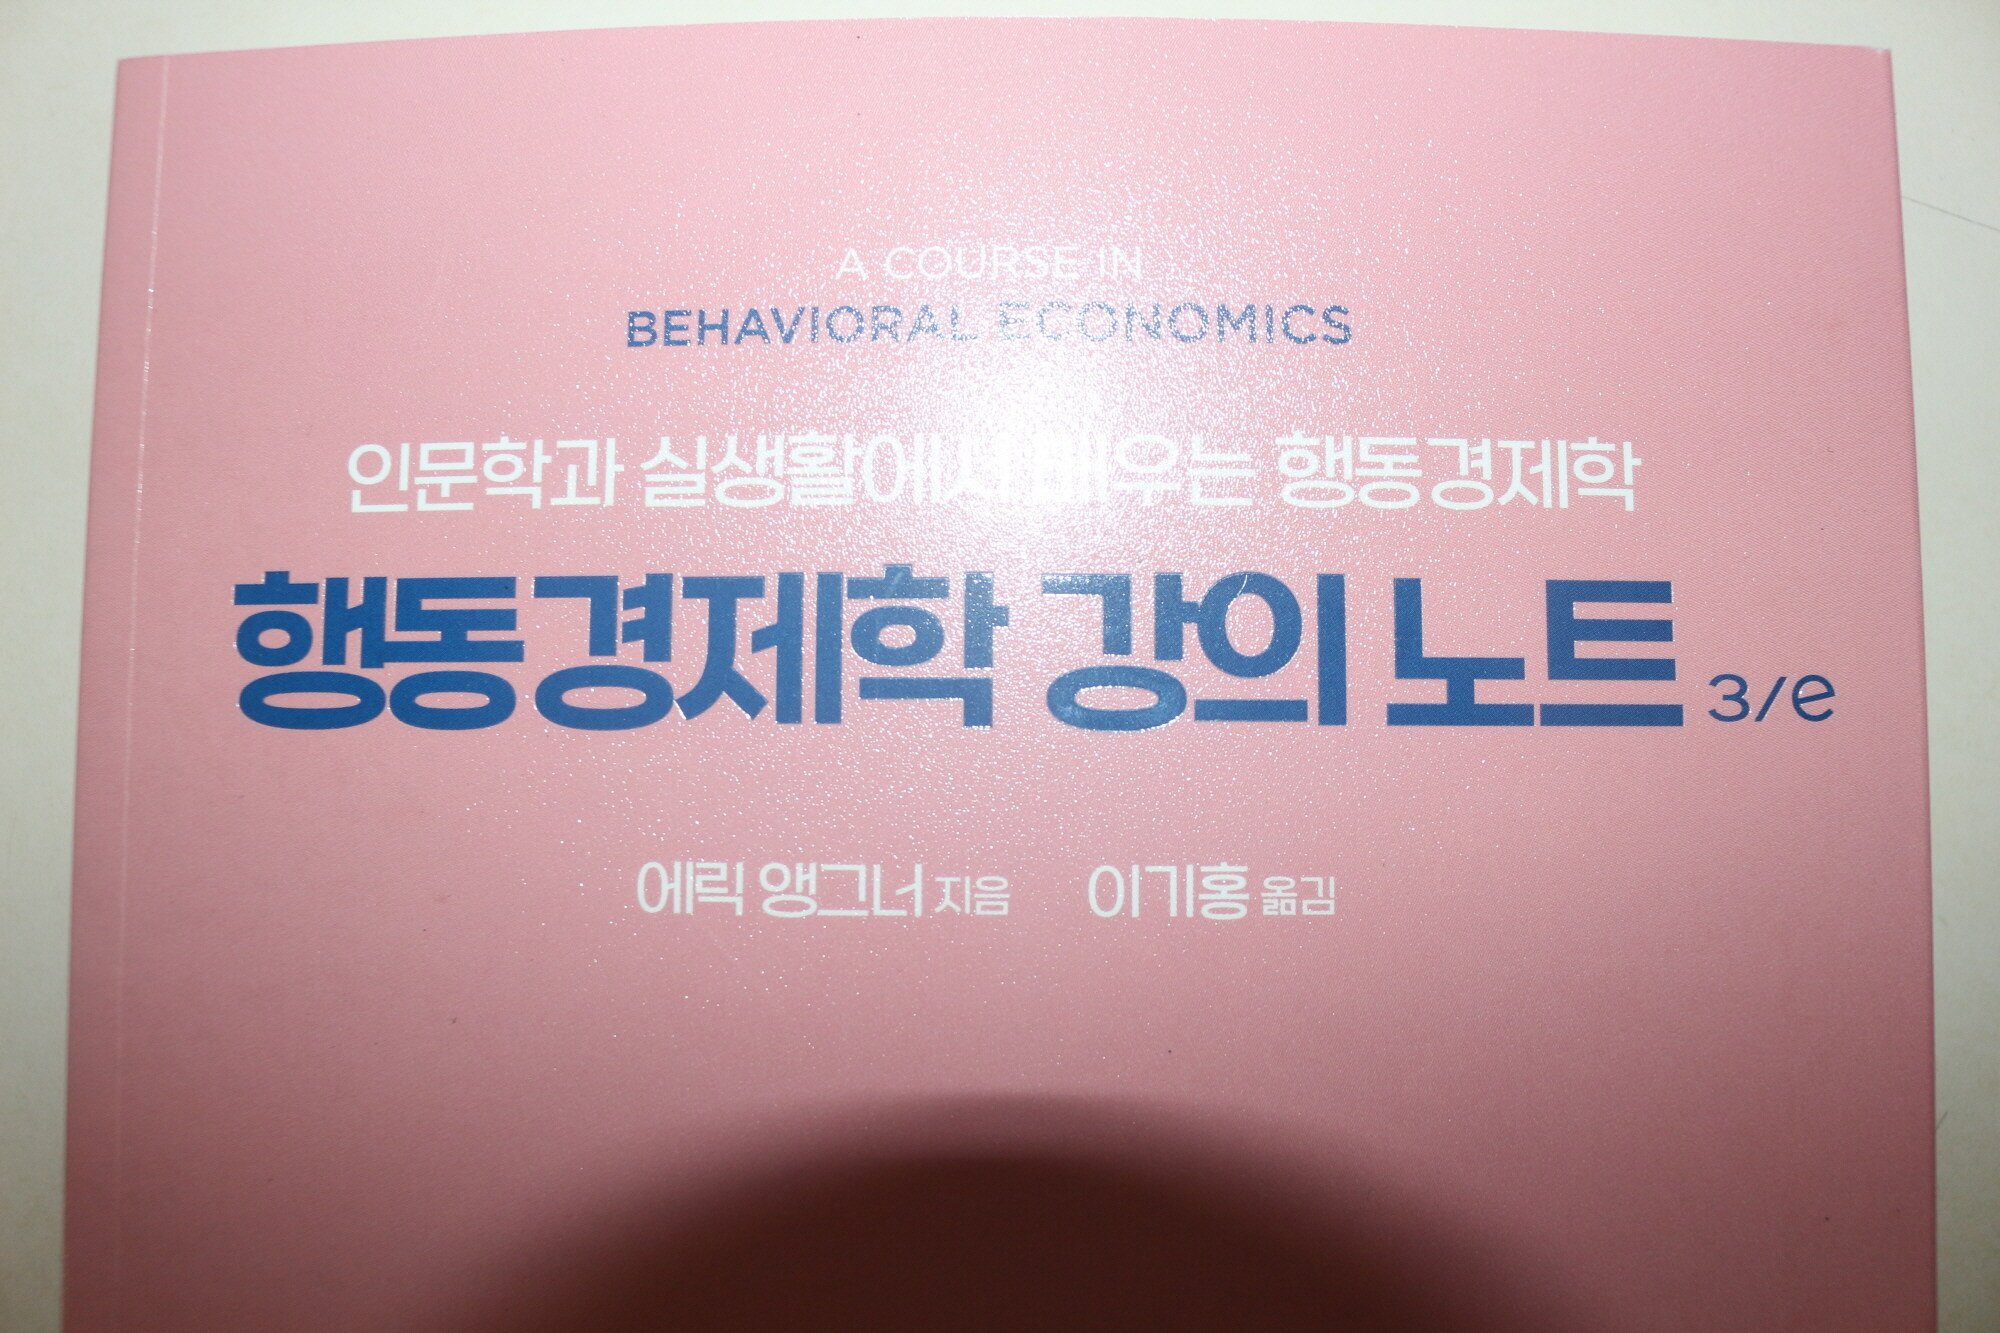 A COURSE IN
BEHAVIORAL ECONOMICS
인문학과 실생활에서 배우는 행동경제학
행동경제학 강의 노트 3/e
에릭 앵그너 지음 이기홍 옮김